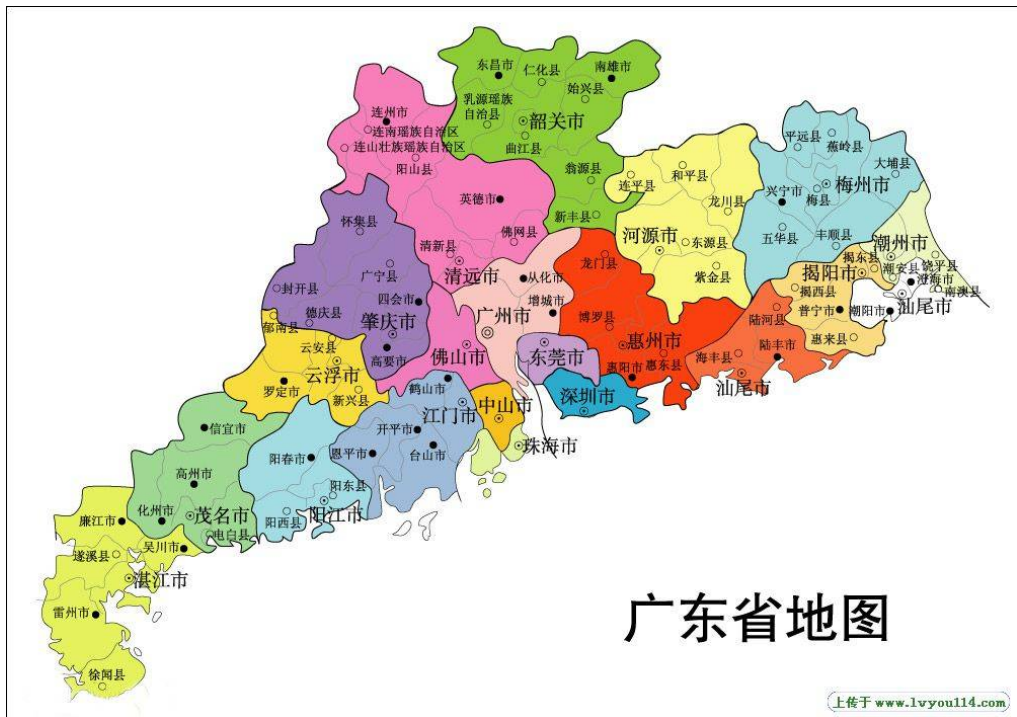 东昌市
仁化县
南雄市
始兴县
乳源瑶族
自治县
韶关市
曲江县
翁源县
新丰县
连州市
连南瑶族自治区
连山壮族瑶族自治区
阳山县
英德市
佛网县
清新县
清远市
连平县
和平县
龙川县
河源市
东源县
紫金县
平远县
蕉岭县
大埔县
兴宁市
梅县
梅州市
五华县
丰顺县
潮州市
饶平县
潮安县
澄海市
南澳县
揭东县
揭阳市
揭西县
普宁市
惠来县
潮阳市
汕尾市
怀集县
广宁县
封开县
四会市
德庆县
肇庆市
高要市
郁南县
云安县
云浮市
罗定市
新兴县
从化市
增城市
广州市
佛山市
龙门县
博罗县
惠州市
惠阳市
惠东县
陆河县
海丰县
陆丰市
汕尾市
东莞市
深圳市
中山市
珠海市
鹤山市
江门市
开平市
恩平市
台山市
阳春市
阳东县
阳西县
阳江市
信宜市
高州市
化州市
茂名市
电白县
廉江市
吴川市
遂溪县
湛江市
雷州市
徐闻县
广东省地图
上传于 www.lvyou114.com